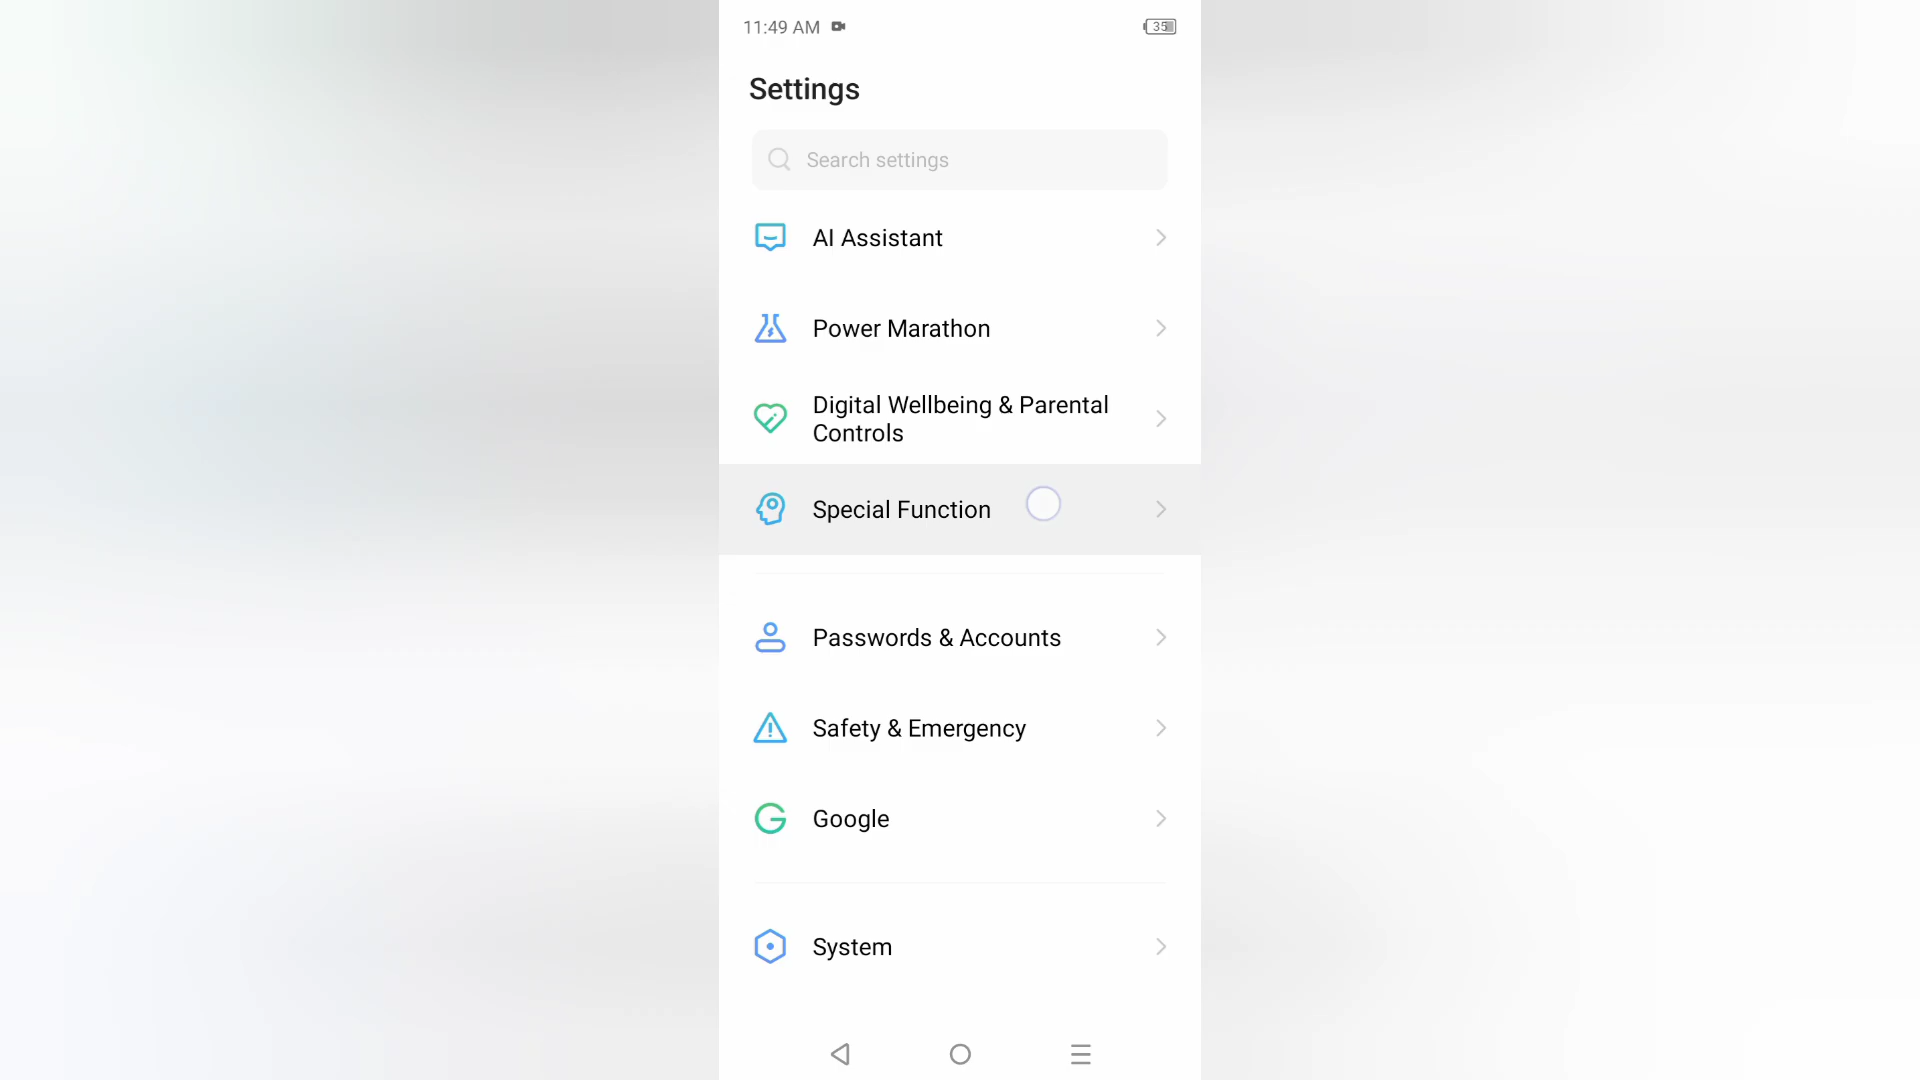 11:49 AM
35
Settings
Search settings
AI Assistant
Power Marathon
Digital Wellbeing & Parental
Controls
Special Function
Passwords & Accounts
Safety & Emergency
Google
System